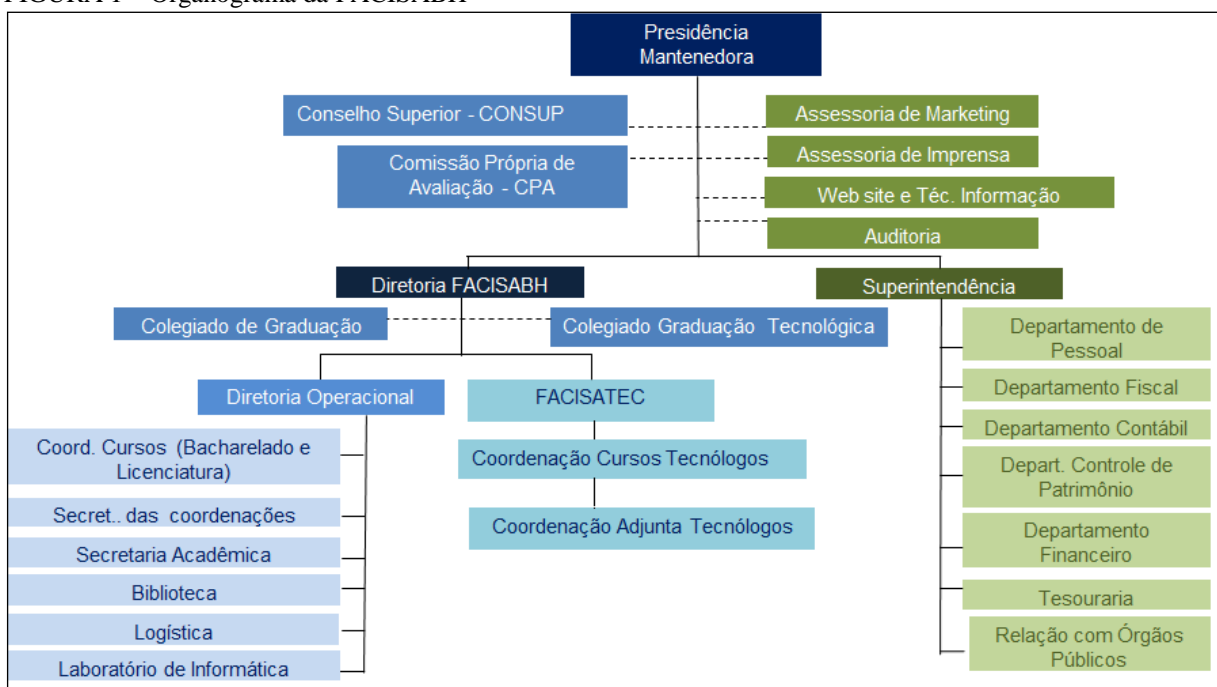 FIGURA 1 – Organograma da FACISABH
Presidência
Mantenedora
Conselho Superior - CONSUP
Assessoria de Marketing
Comissão Própria de
Avaliação - CPA
Assessoria de Imprensa
Web site e Téc. Informação
Auditoria
Diretoria FACISABH
Superintendência
Colegiado de Graduação
Colegiado Graduação Tecnológica
Diretoria Operacional
FACISATEC
Coord. Cursos (Bacharelado e
Licenciatura)
Secret.. das coordenações
Secretaria Acadêmica
Biblioteca
Logística
Laboratório de Informática
Coordenação Cursos Tecnólogos
Coordenação Adjunta Tecnólogos
Departamento de
Pessoal
Departamento Fiscal
Departamento Contábil
Depart. Controle de
Patrimônio
Departamento
Financeiro
Tesouraria
Relação com Órgãos
Públicos